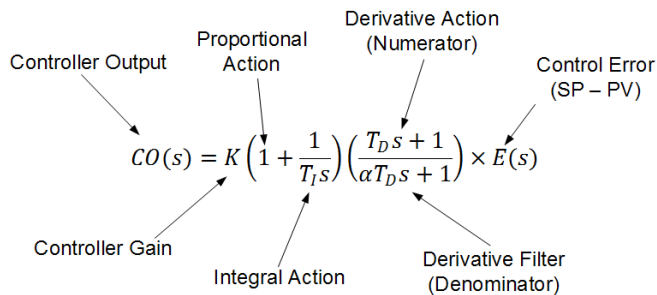 Derivative Action
(Numerator)
Proportional
Action
Controller Output
Control Error
(SP – PV)
CO(s) = K(1 + 1/(T_I s))((T_D s + 1)/(αT_D s + 1)) × E(s)
Controller Gain
Integral Action
Derivative Filter
(Denominator)